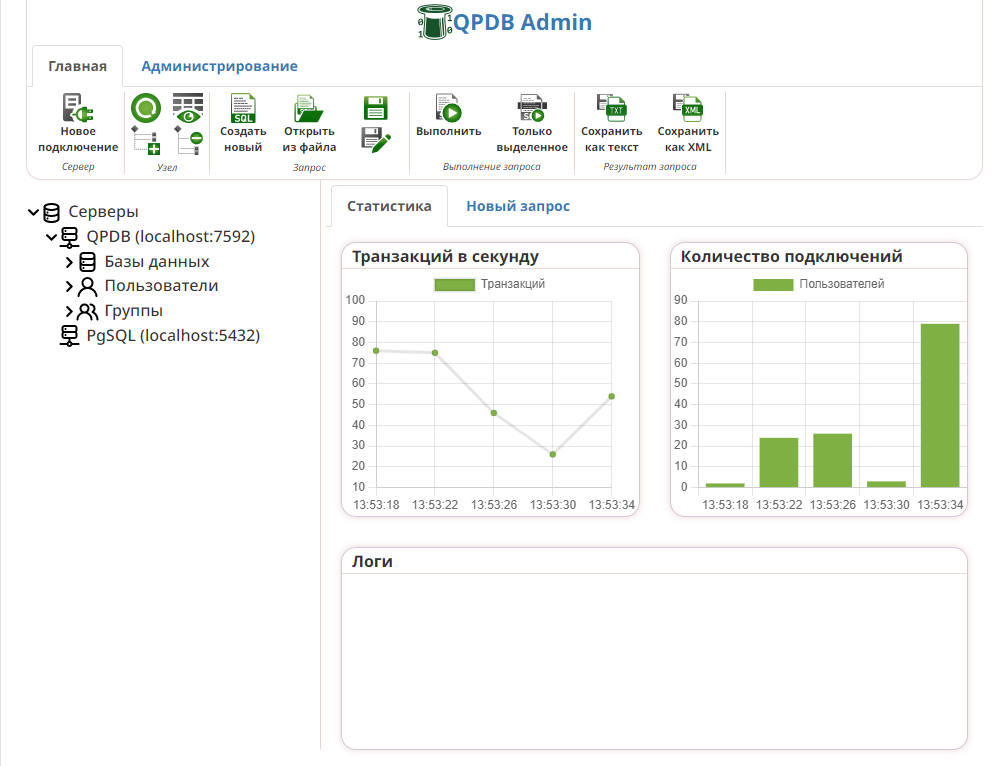 QPDB Admin
Главная
Администрирование
Новое
подключение
Сервер
Узел
SQL
Создать
новый
Открыть
из файла
Запрос
Выполнить
Только
выделенное
Выполнение запроса
TXT
Сохранить
как текст
XML
Сохранить
как XML
Результат запроса
Серверы
QPDB (localhost:7592)
Базы данных
Пользователи
Группы
PgSQL (localhost:5432)
Статистика
Новый запрос
Транзакций в секунду
Транзакций
100
90
80
70
60
50
40
30
20
10
13:53:18 13:53:22 13:53:26 13:53:30 13:53:34
Количество подключений
Пользователей
90
80
70
60
50
40
30
20
10
0
13:53:18 13:53:22 13:53:26 13:53:30 13:53:34
Логи